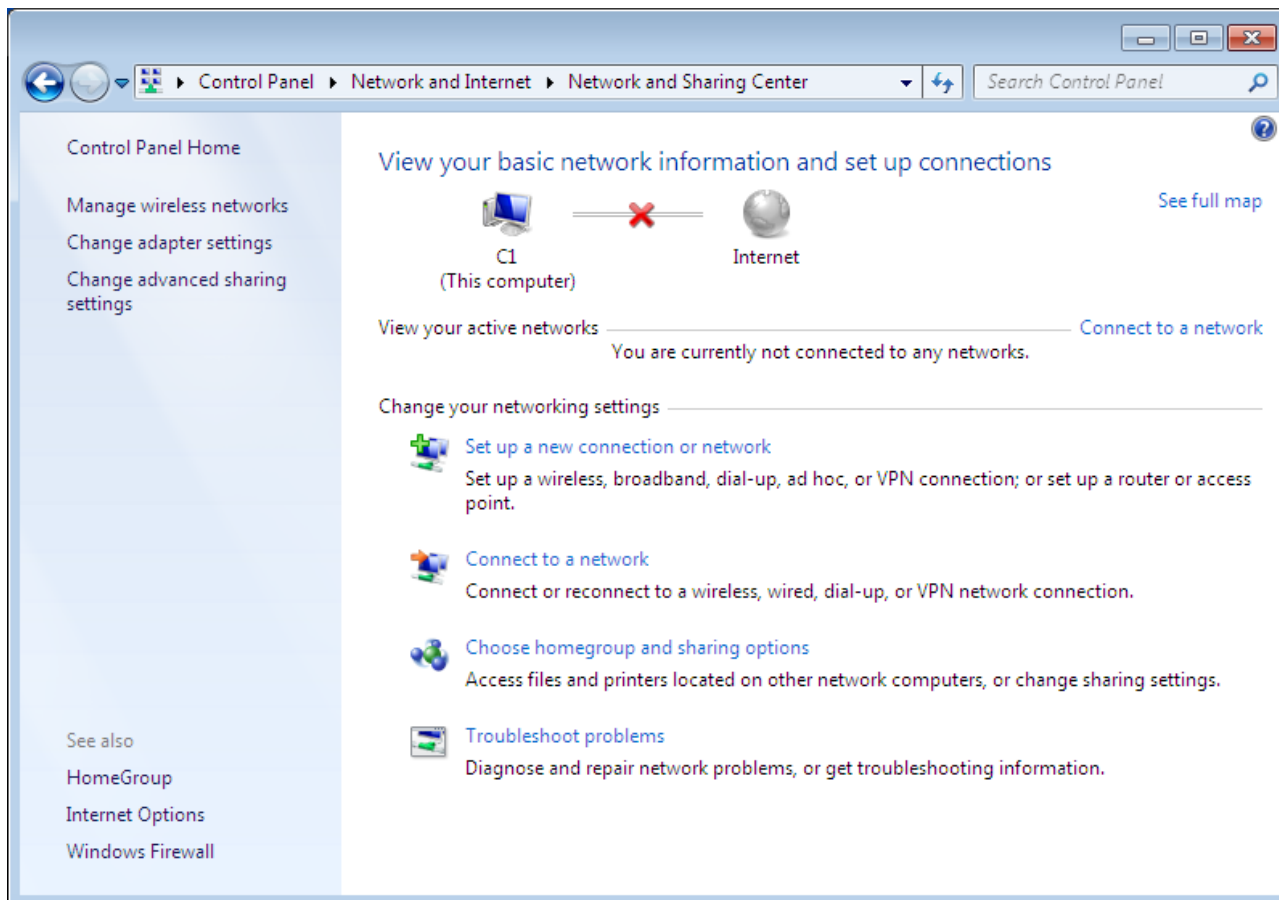 Control Panel
Network and Internet
Network and Sharing Center
Search Control Panel
Control Panel Home
Manage wireless networks
Change adapter settings
Change advanced sharing
settings
See also
HomeGroup
Internet Options
Windows Firewall
View your basic network information and set up connections
See full map
C1
(This computer)
Internet
View your active networks
Connect to a network
You are currently not connected to any networks.
Change your networking settings
Set up a new connection or network
Set up a wireless, broadband, dial-up, ad hoc, or VPN connection; or set up a router or access
point.
Connect to a network
Connect or reconnect to a wireless, wired, dial-up, or VPN network connection.
Choose homegroup and sharing options
Access files and printers located on other network computers, or change sharing settings.
Troubleshoot problems
Diagnose and repair network problems, or get troubleshooting information.